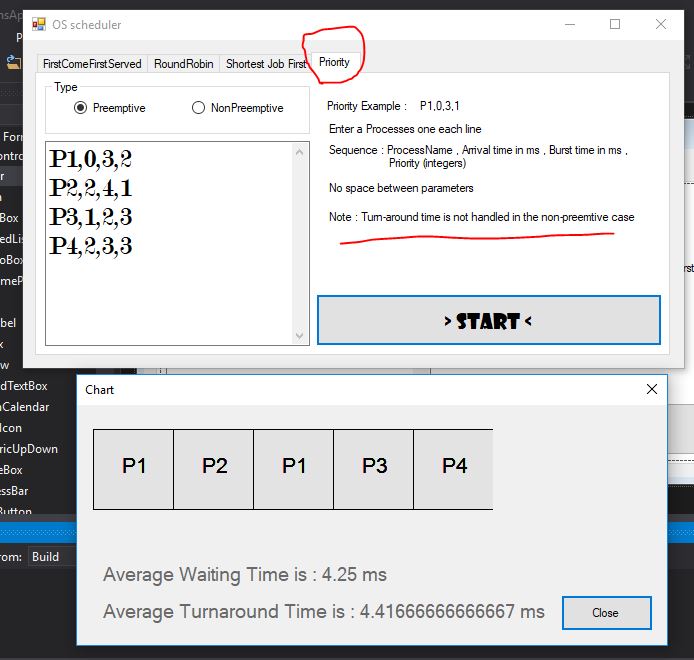 OS scheduler
FirstComeFirstServed RoundRobin Shortest Job First Priority
Type
Preemptive NonPreemptive
P1,0,3,2
P2,2,4,1
P3,1,2,3
P4,2,3,3
Priority Example : P1,0,3,1
Enter a Processes one each line
Sequence : ProcessName , Arrival time in ms , Burst time in ms ,
Priority (integers)
No space between parameters
Note : Turn-around time is not handled in the non-preemtive case
> START <
Form
Box
edLis
oBox
meP
bel
x
w
dTextBox
Calendar
Icon
ricUpDown
eBox
essBar
Button
rom: Build
Chart
P1 P2 P1 P3 P4
Average Waiting Time is : 4.25 ms
Average Turnaround Time is : 4.41666666666667 ms
Close